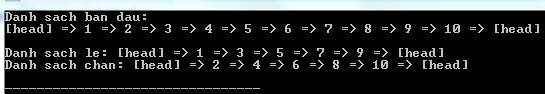 Danh sach ban dau:
[head] => 1 => 2 => 3 => 4 => 5 => 6 => 7 => 8 => 9 => 10 => [head]
Danh sach le: [head] => 1 => 3 => 5 => 7 => 9 => [head]
Danh sach chan: [head] => 2 => 4 => 6 => 8 => 10 => [head]
--------------------------------